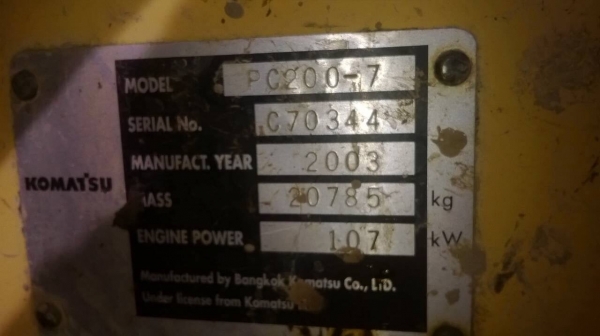 MODEL PC200-7
SERIAL No. C70344
MANUFACT. YEAR 2003
KOMATSU
MASS 20785 kg
ENGINE POWER 107 kW
Manufactured by Bangkok Komatsu Co., LTD.
Under license from Komatsu